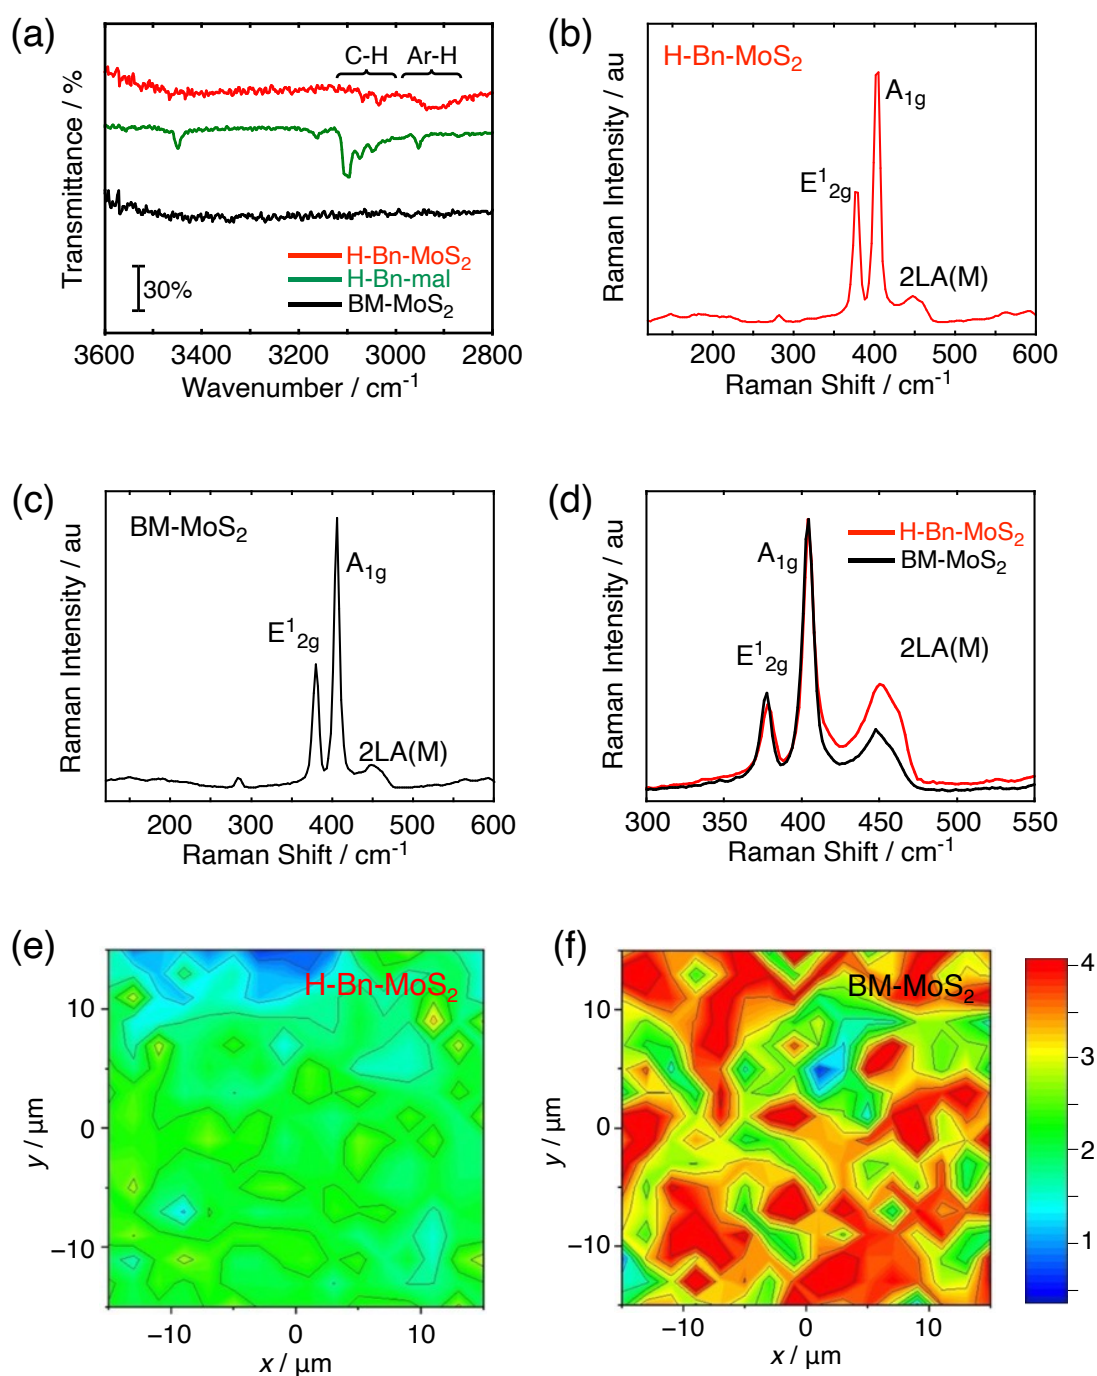 (a)
C-H Ar-H
Transmittance / %
30%
H-Bn-MoS2
H-Bn-mal
BM-MoS2
3600 3400 3200 3000 2800
Wavenumber / cm-1
(b)
H-Bn-MoS2
A1g
E12g
2LA(M)
Raman Intensity / au
200 300 400 500 600
Raman Shift / cm-1
(c)
BM-MoS2
A1g
E12g
2LA(M)
Raman Intensity / au
200 300 400 500 600
Raman Shift / cm-1
(d)
H-Bn-MoS2
BM-MoS2
A1g
E12g
2LA(M)
Raman Intensity / au
300 350 400 450 500 550
Raman Shift / cm-1
(e)
H-Bn-MoS2
10
0
−10
y / µm
−10 0 10
x / µm
(f)
BM-MoS2
10
0
−10
y / µm
−10 0 10
x / µm
4
3
2
1